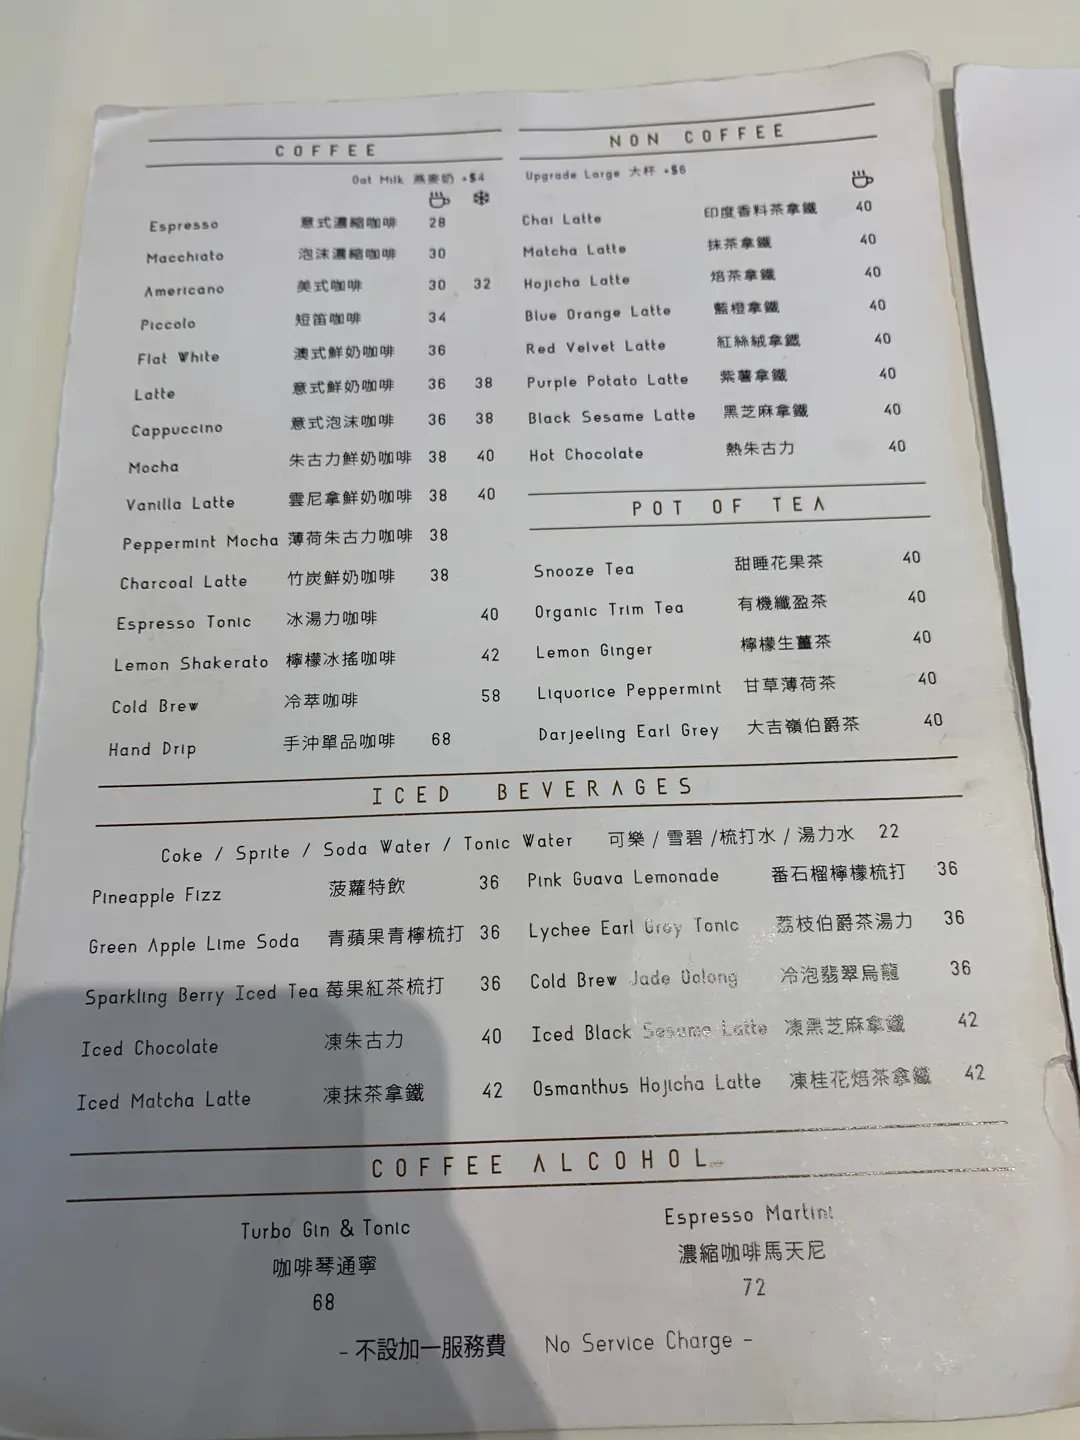 COFFEE
Oat Milk 燕麥奶 +$4
Espresso 意式濃縮咖啡 28
Macchiato 泡沫濃縮咖啡 30
Americano 美式咖啡 30 32
Piccolo 短笛咖啡 34
Flat White 澳式鮮奶咖啡 36
Latte 意式鮮奶咖啡 36 38
Cappuccino 意式泡沫咖啡 36 38
Mocha 朱古力鮮奶咖啡 38 40
Vanilla Latte 雲尼拿鮮奶咖啡 38 40
Peppermint Mocha 薄荷朱古力咖啡 38
Charcoal Latte 竹炭鮮奶咖啡 38
Espresso Tonic 冰湯力咖啡 40
Lemon Shakerato 檸檬冰搖咖啡 42
Cold Brew 冷萃咖啡 58
Hand Drip 手沖單品咖啡 68
NON COFFEE
Upgrade Large 大杯 +$6
Chai Latte 印度香料茶拿鐵 40
Matcha Latte 抹茶拿鐵 40
Hojicha Latte 焙茶拿鐵 40
Blue Orange Latte 藍橙拿鐵 40
Red Velvet Latte 紅絲絨拿鐵 40
Purple Potato Latte 紫薯拿鐵 40
Black Sesame Latte 黑芝麻拿鐵 40
Hot Chocolate 熱朱古力 40
POT OF TEA
Snooze Tea 甜睡花果茶 40
Organic Trim Tea 有機纖盈茶 40
Lemon Ginger 檸檬生薑茶 40
Liquorice Peppermint 甘草薄荷茶 40
Darjeeling Earl Grey 大吉嶺伯爵茶 40
ICED BEVERAGES
Coke / Sprite / Soda Water / Tonic Water 可樂 / 雪碧 /梳打水 / 湯力水 22
Pineapple Fizz 菠蘿特飲 36
Green Apple Lime Soda 青蘋果青檸梳打 36
Sparkling Berry Iced Tea 莓果紅茶梳打 36
Iced Chocolate 凍朱古力 40
Iced Matcha Latte 凍抹茶拿鐵 42
Pink Guava Lemonade 番石榴檸檬梳打 36
Lychee Earl Grey Tonic 荔枝伯爵茶湯力 36
Cold Brew Jade Oolong 冷泡翡翠烏龍 36
Iced Black Sesame Latte 凍黑芝麻拿鐵 42
Osmanthus Hojicha Latte 凍桂花焙茶拿鐵 42
COFFEE ALCOHOL
Turbo Gin & Tonic
咖啡琴通寧
68
Espresso Martini
濃縮咖啡馬天尼
72
- 不設加一服務費 No Service Charge -